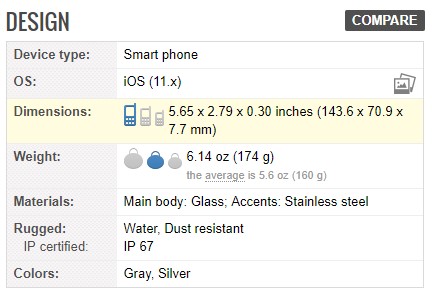 DESIGN
COMPARE
Device type: Smart phone
OS: iOS (11.x)
Dimensions: 5.65 x 2.79 x 0.30 inches (143.6 x 70.9 x
7.7 mm)
Weight: 6.14 oz (174 g)
the average is 5.6 oz (160 g)
Materials: Main body: Glass; Accents: Stainless steel
Rugged: Water, Dust resistant
IP certified: IP 67
Colors: Gray, Silver